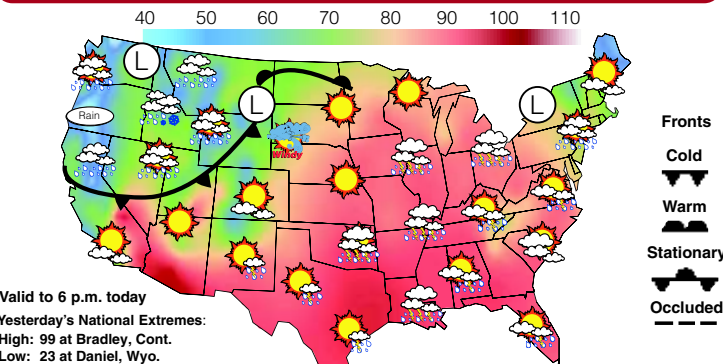 40 50 60 70 80 90 100 110
L
L
L
Rain
windy
Fronts
Cold
Warm
Stationary
Occluded
Valid to 6 p.m. today
Yesterday's National Extremes:
High: 99 at Bradley, Cont.
Low: 23 at Daniel, Wyo.